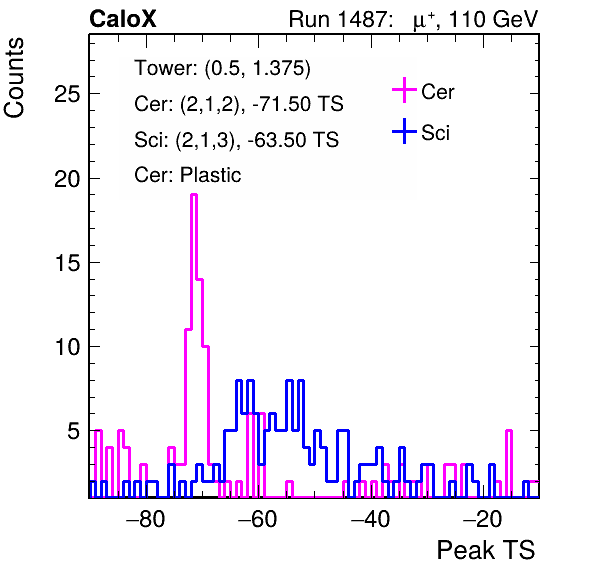 CaloX Run 1487: μ⁺, 110 GeV
Tower: (0.5, 1.375)
Cer: (2,1,2), -71.50 TS
Sci: (2,1,3), -63.50 TS
Cer: Plastic
Cer
Sci
Counts
25
20
15
10
5
−80 −60 −40 −20
Peak TS